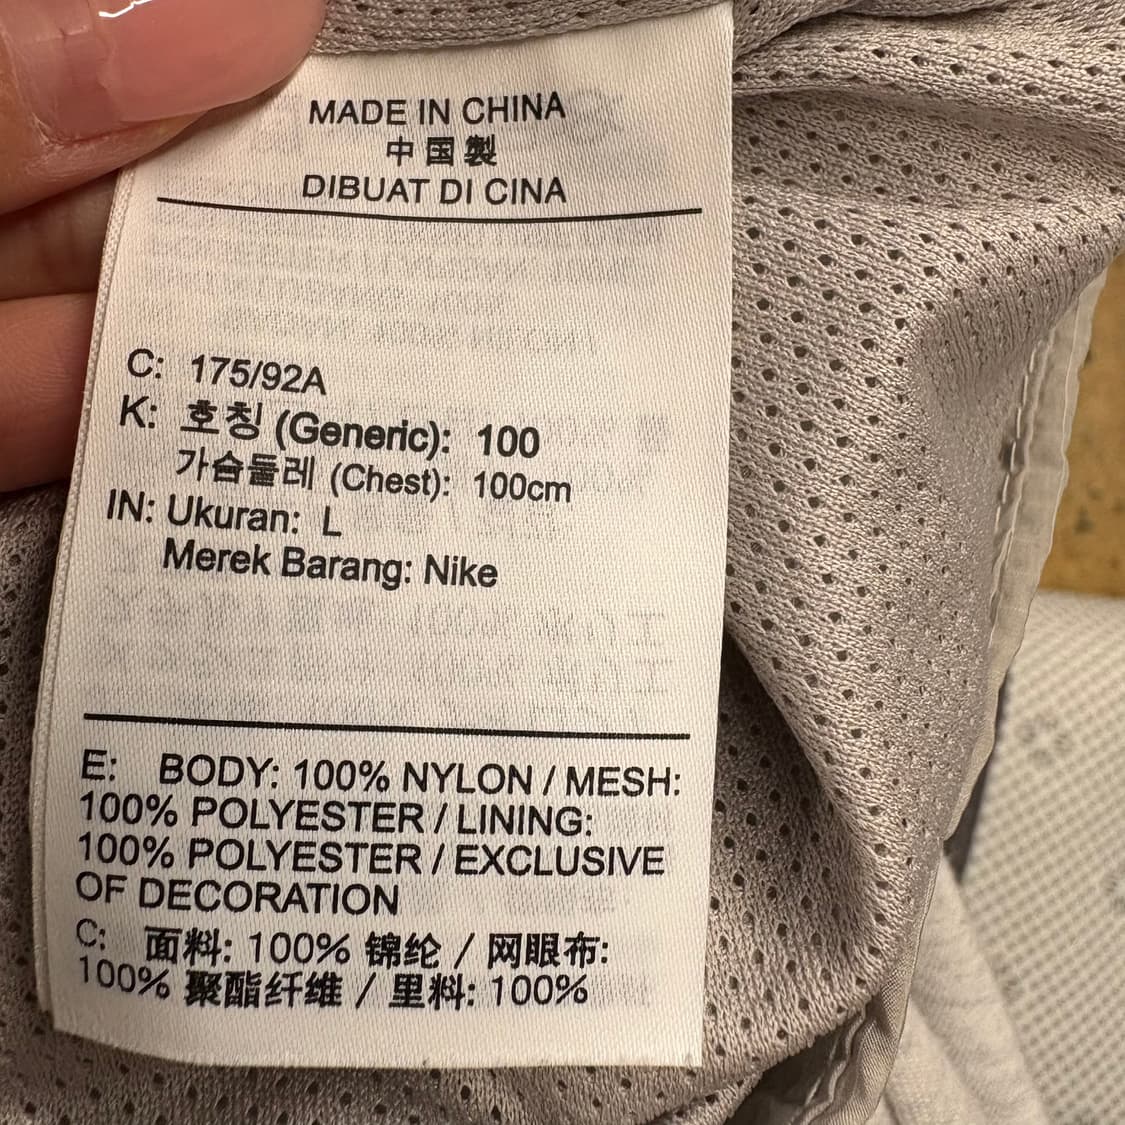 MADE IN CHINA
中国製
DIBUAT DI CINA
C: 175/92A
K: 호칭 (Generic): 100
가슴둘레 (Chest): 100cm
IN: Ukuran: L
Merek Barang: Nike
E: BODY: 100% NYLON / MESH:
100% POLYESTER / LINING:
100% POLYESTER / EXCLUSIVE
OF DECORATION
C: 面料: 100% 锦纶 / 网眼布:
100% 聚酯纤维 / 里料: 100%